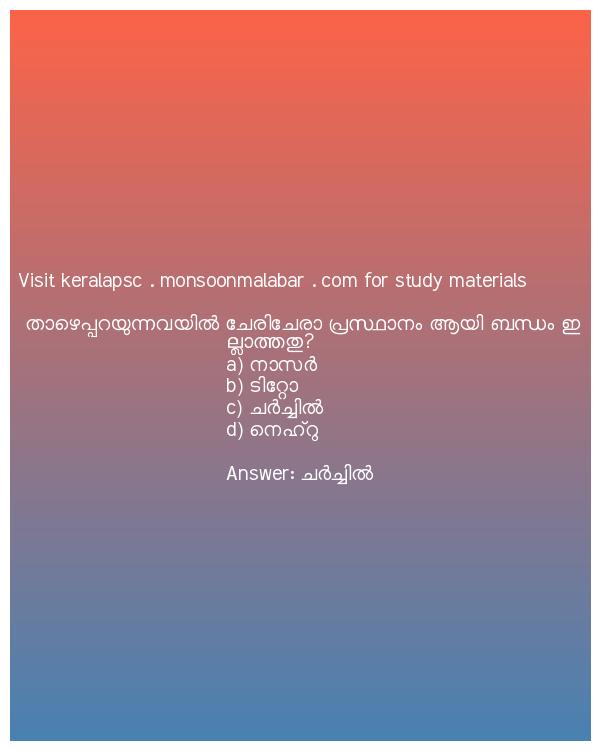 Visit keralapsc . monsoonmalabar . com for study materials
താഴെപ്പറയുന്നവയിൽ ചേരിചേരാ പ്രസ്ഥാനം ആയി ബന്ധം ഇ
ല്ലാത്തതു?
a) നാസർ
b) ടിറ്റോ
c) ചർച്ചിൽ
d) നെഹ്റു
Answer: ചർച്ചിൽ